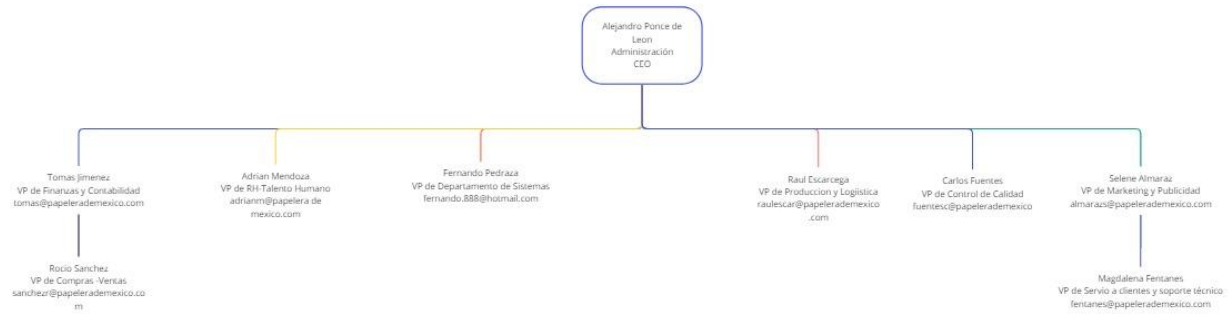 Alejandro Ponce de
Leon
Administración
CEO
Tomas Jimenez
VP de Finanzas y Contabilidad
tomas@papelerademexico.com
Adrian Mendoza
VP de RH-Talento Humano
adrianm@papelera de
mexico.com
Fernando Pedraza
VP de Departamento de Sistemas
fernando.888@hotmail.com
Raul Escarcega
VP de Produccion y Logiistica
raulescar@papelerademexico
.com
Carlos Fuentes
VP de Control de Calidad
fuentesc@papelerademexico
Selene Almaraz
VP de Marketing y Publicidad
almarazs@papelerademexico.com
Rocio Sanchez
VP de Compras -Ventas
sanchezr@papelerademexico.co
m
Magdalena Fentanes
VP de Servio a clientes y soporte técnico
fentanes@papelerademexico.com